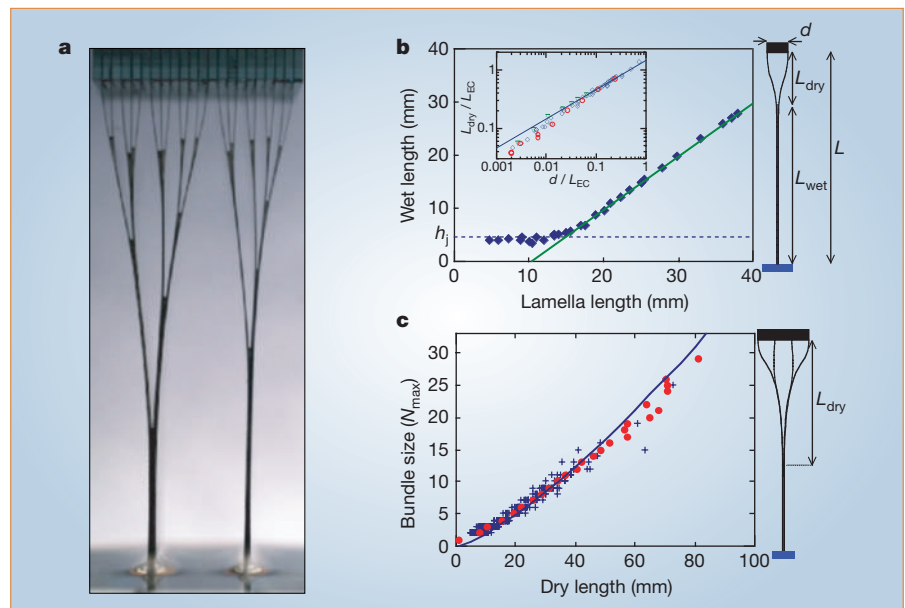 a
b
40
30
20
10
0
Wet length (mm)
h_j
0 10 20 30 40
Lamella length (mm)
1
0.1
L_dry / L_EC
0.001 0.01 0.1 1
d / L_EC
d
L_dry
L_wet
L
c
30
25
20
15
10
5
0
Bundle size (N_max)
0 20 40 60 80 100
Dry length (mm)
L_dry